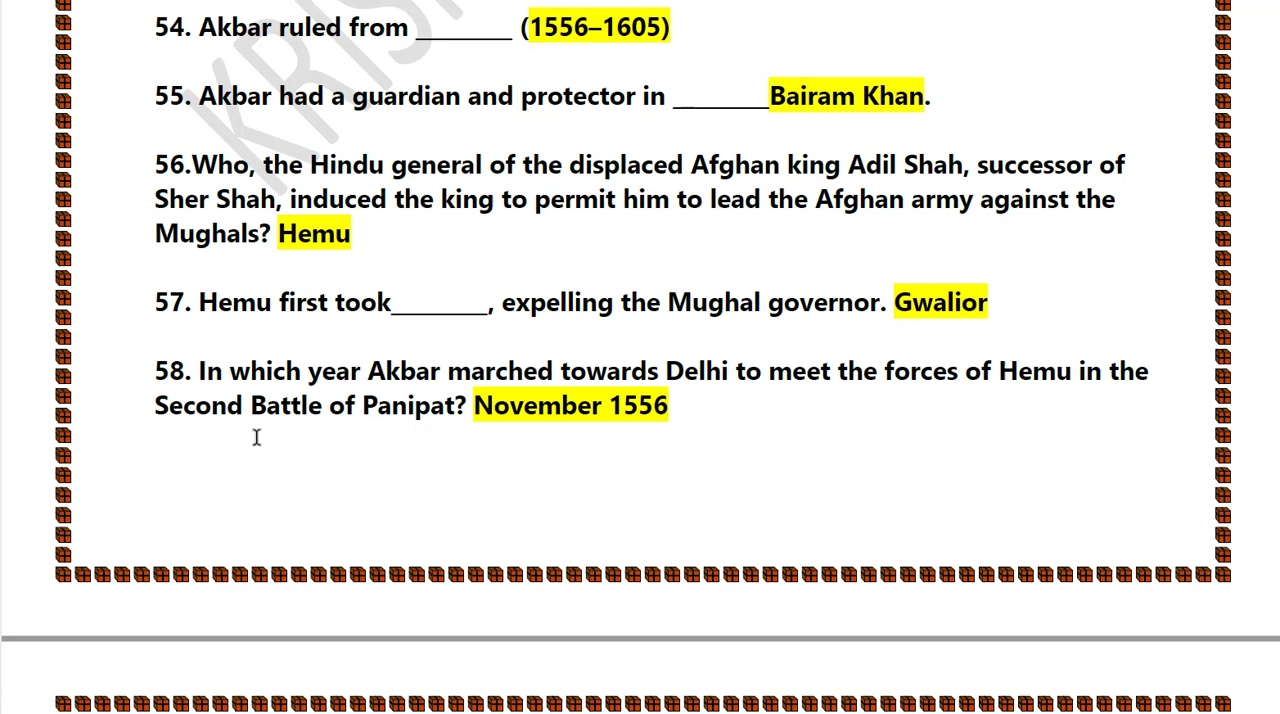 54. Akbar ruled from ________ (1556–1605)
55. Akbar had a guardian and protector in ________Bairam Khan.
56.Who, the Hindu general of the displaced Afghan king Adil Shah, successor of
Sher Shah, induced the king to permit him to lead the Afghan army against the
Mughals? Hemu
57. Hemu first took________, expelling the Mughal governor. Gwalior
58. In which year Akbar marched towards Delhi to meet the forces of Hemu in the
Second Battle of Panipat? November 1556